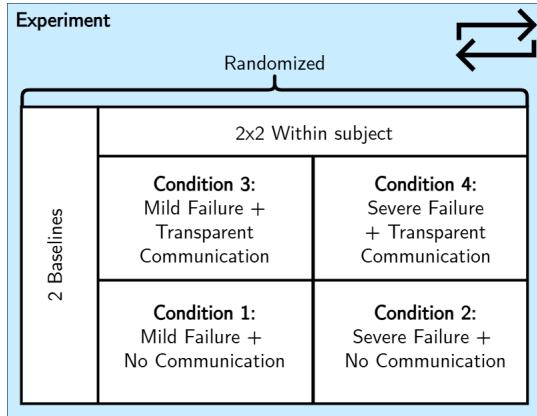 Experiment
Randomized
2 Baselines
2x2 Within subject
Condition 3:
Mild Failure +
Transparent
Communication
Condition 4:
Severe Failure
+ Transparent
Communication
Condition 1:
Mild Failure +
No Communication
Condition 2:
Severe Failure +
No Communication